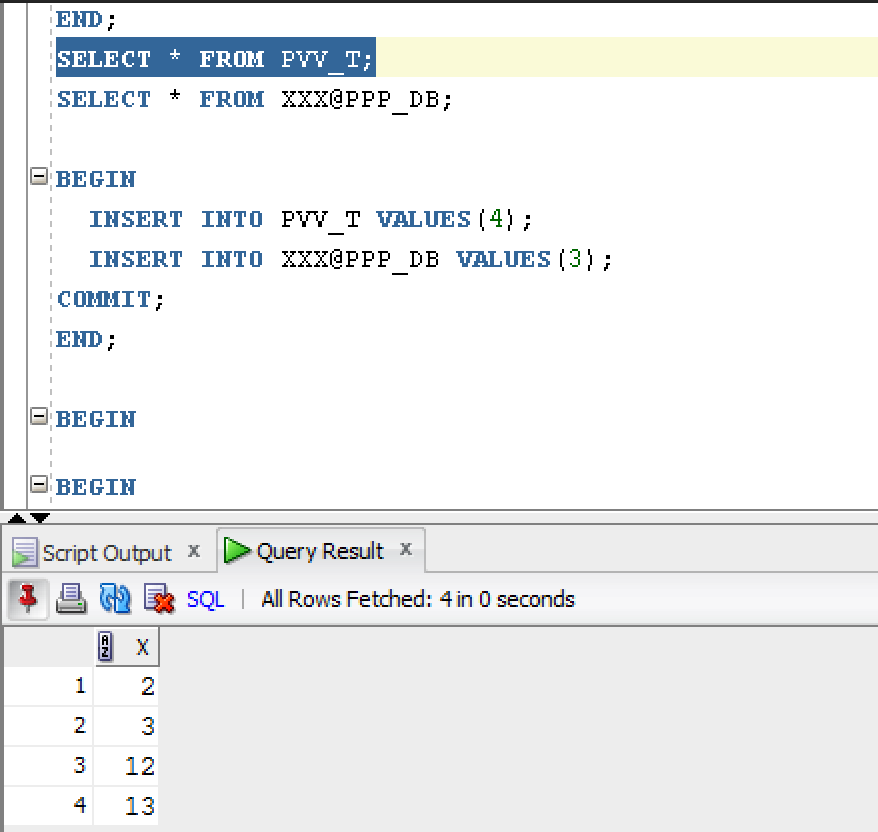 END;
SELECT * FROM PVV_T;
SELECT * FROM XXX@PPP_DB;
BEGIN
INSERT INTO PVV_T VALUES(4);
INSERT INTO XXX@PPP_DB VALUES(3);
COMMIT;
END;
BEGIN
BEGIN
Script Output x Query Result x
SQL | All Rows Fetched: 4 in 0 seconds
A Z X
1 2
2 3
3 12
4 13